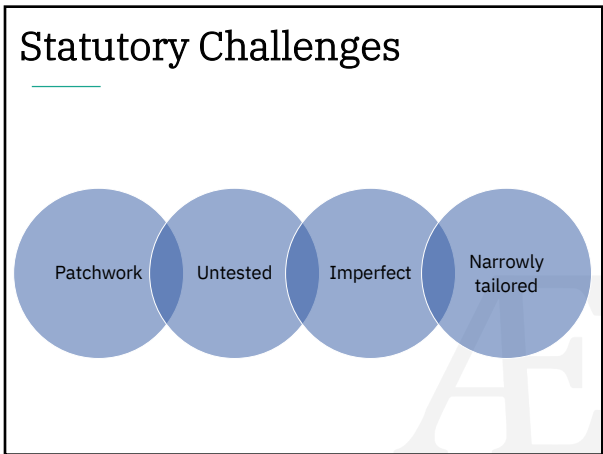 Statutory Challenges
Patchwork
Untested
Imperfect
Narrowly
tailored
Æ